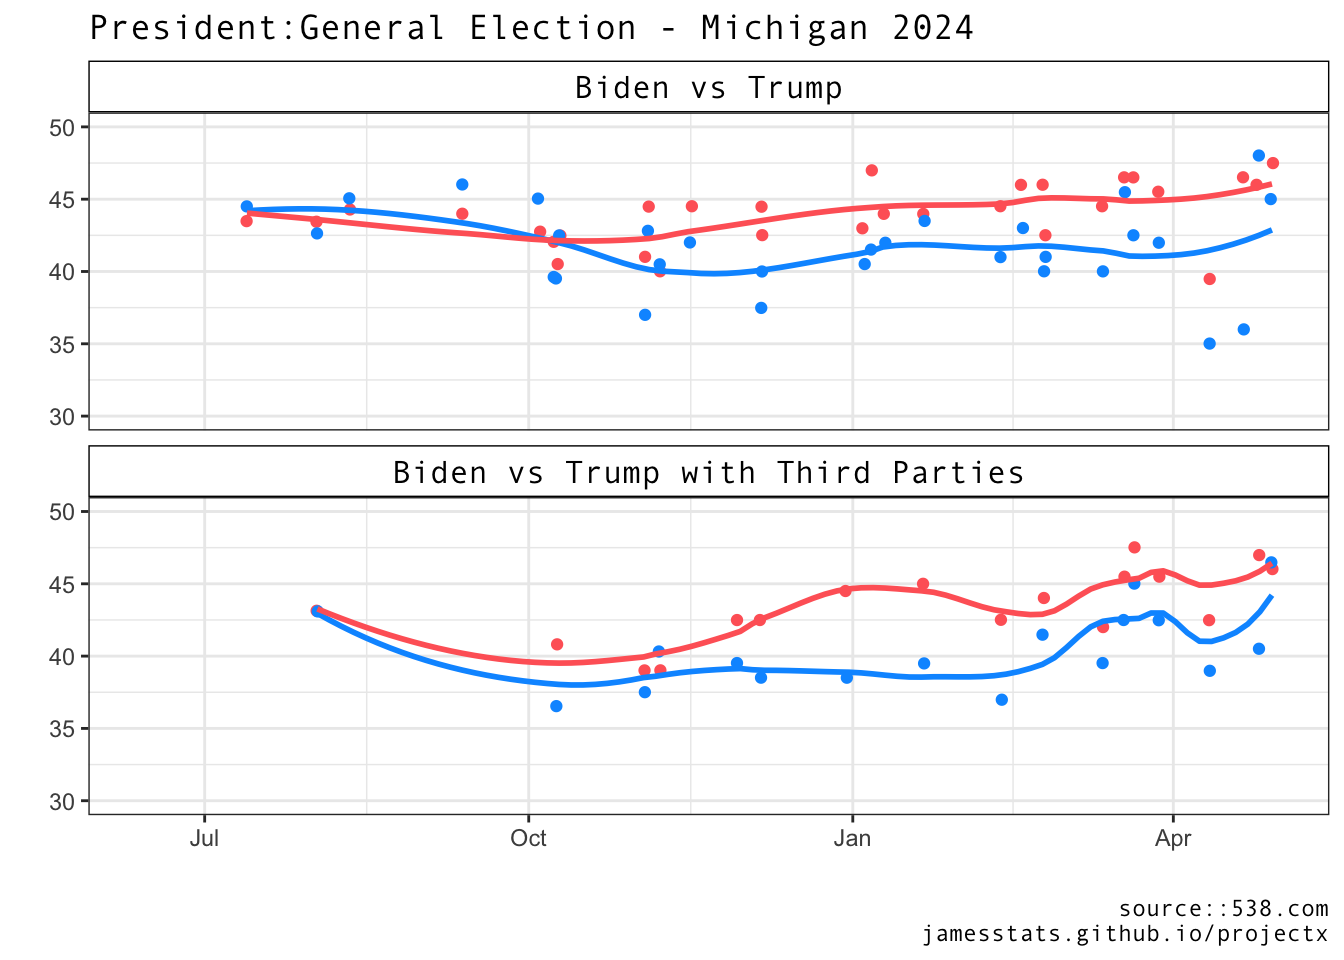 President:General Election - Michigan 2024
Biden vs Trump
50
45
40
35
30
Biden vs Trump with Third Parties
50
45
40
35
30
Jul Oct Jan Apr
source::538.com
jamesstats.github.io/projectx